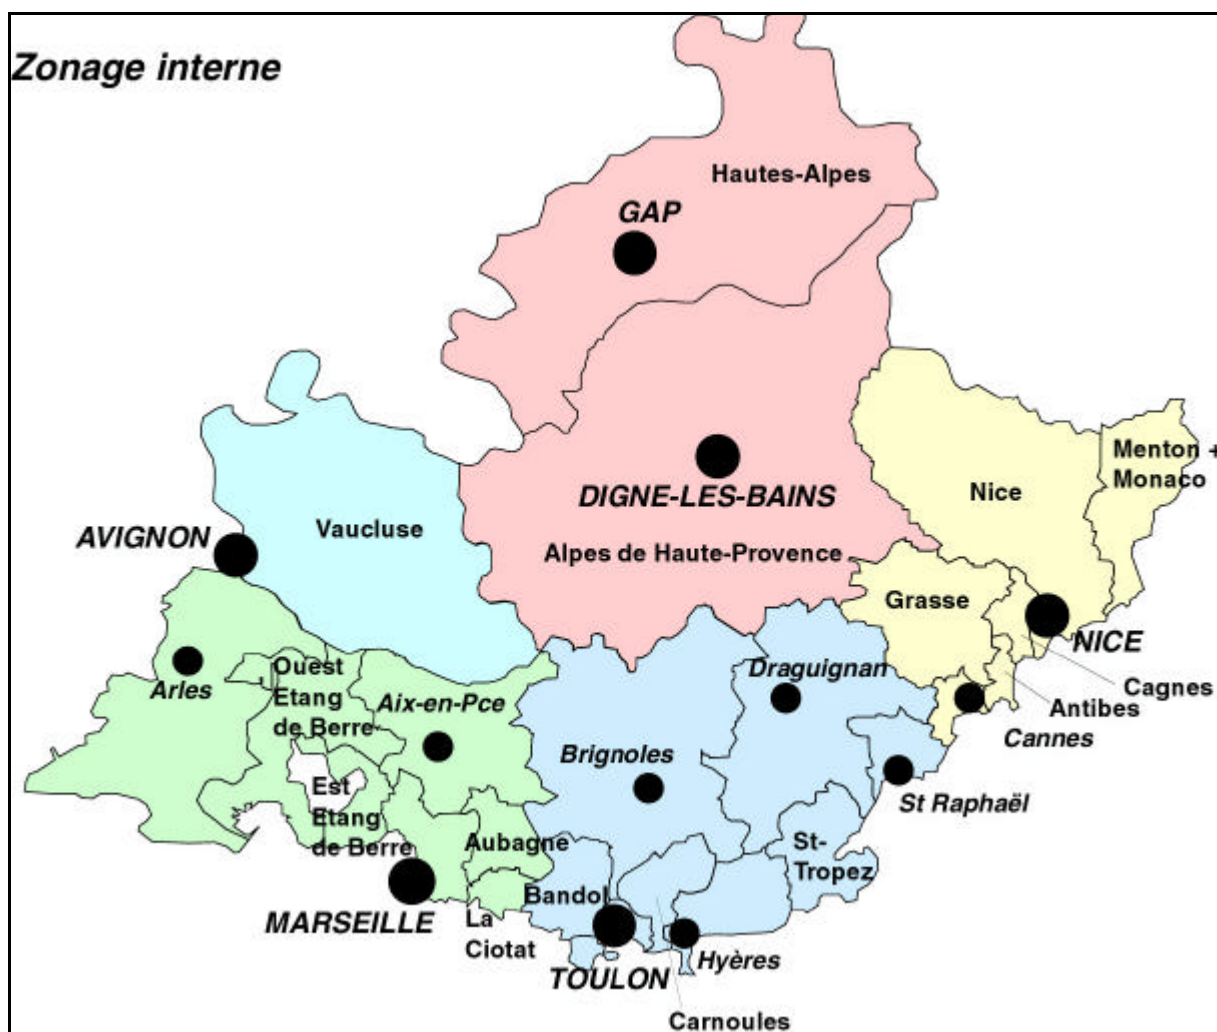 Zonage interne
Hautes-Alpes
GAP
Menton +
Monaco
Nice
DIGNE-LES-BAINS
Vaucluse
AVIGNON
Alpes de Haute-Provence
Grasse
NICE
Ouest
Etang
de Berre
Arles
Aix-en-Pce
Draguignan
Cagnes
Antibes
Cannes
Brignoles
Est
Etang
de Berre
St Raphaël
Aubagne
St-
Tropez
Bandol
MARSEILLE
La
Ciotat
TOULON
Hyères
Carnoules